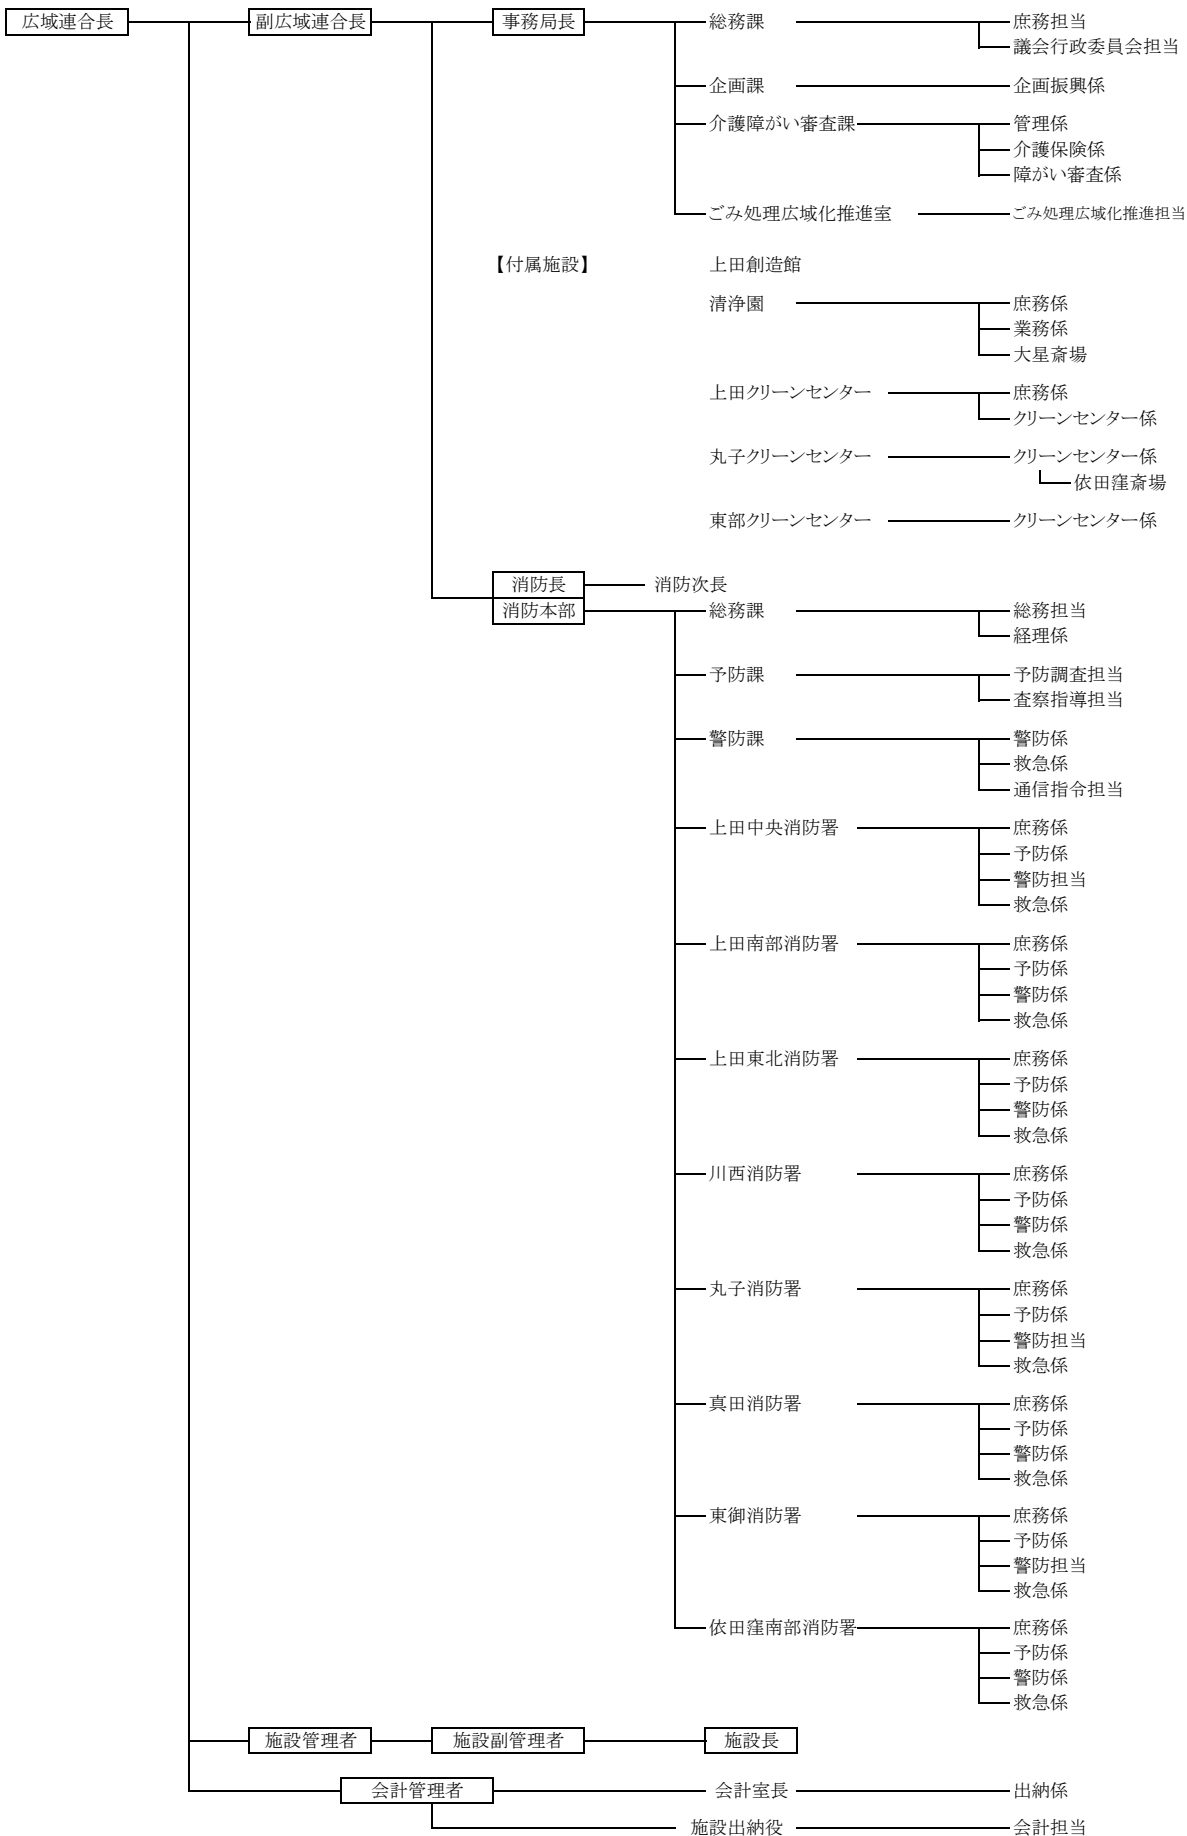 広域連合長 副広域連合長 事務局長 総務課 庶務担当
議会行政委員会担当
企画課 企画振興係
介護障がい審査課 管理係
介護保険係
障がい審査係
ごみ処理広域化推進室 ごみ処理広域化推進担当
【付属施設】 上田創造館
清浄園 庶務係
業務係
大星斎場
上田クリーンセンター 庶務係
クリーンセンター係
丸子クリーンセンター クリーンセンター係
依田窪斎場
東部クリーンセンター クリーンセンター係
消防長 消防次長
消防本部 総務課 総務担当
経理係
予防課 予防調査担当
査察指導担当
警防課 警防係
救急係
通信指令担当
上田中央消防署 庶務係
予防係
警防担当
救急係
上田南部消防署 庶務係
予防係
警防係
救急係
上田東北消防署 庶務係
予防係
警防係
救急係
川西消防署 庶務係
予防係
警防係
救急係
丸子消防署 庶務係
予防係
警防担当
救急係
真田消防署 庶務係
予防係
警防係
救急係
東御消防署 庶務係
予防係
警防担当
救急係
依田窪南部消防署 庶務係
予防係
警防係
救急係
施設管理者 施設副管理者 施設長
会計管理者 会計室長 出納係
施設出納役 会計担当